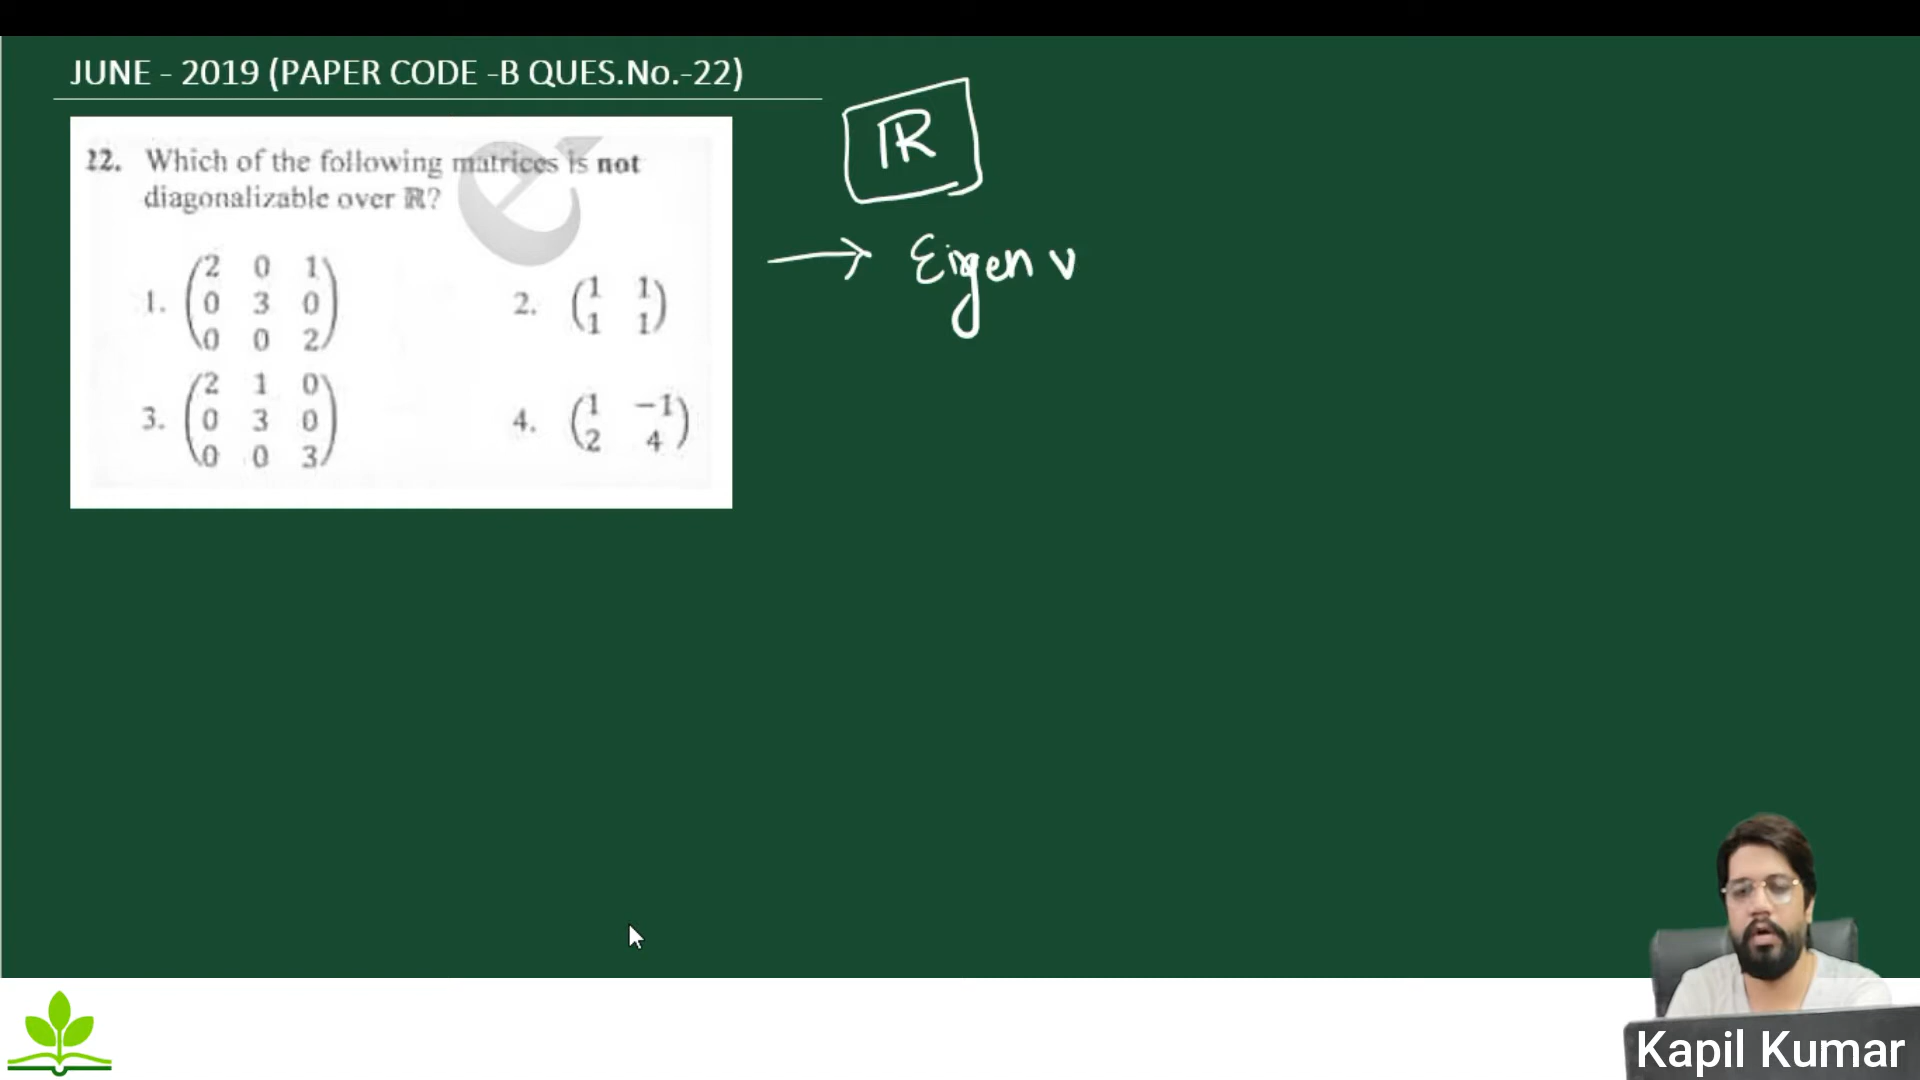 JUNE - 2019 (PAPER CODE -B QUES.No.-22)
22. Which of the following matrices is not
diagonalizable over ℝ?
1. (2 0 1
0 3 0
0 0 2)
2. (1 1
1 1)
3. (2 1 0
0 3 0
0 0 3)
4. (1 -1
2 4)
ℝ
→ Eigen v
Kapil Kumar